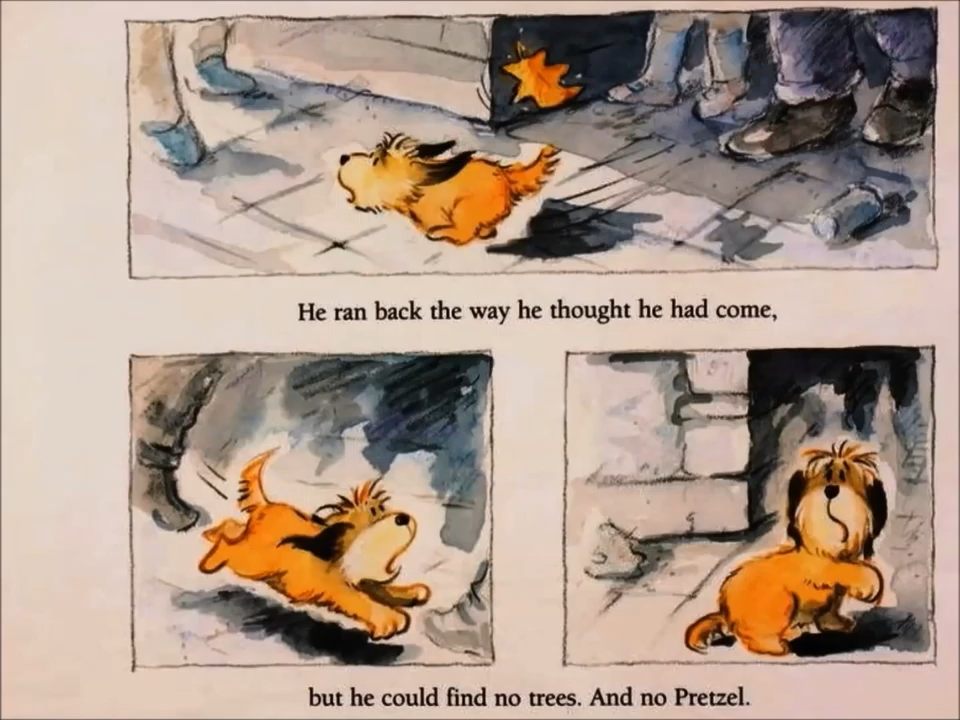 He ran back the way he thought he had come,
but he could find no trees. And no Pretzel.